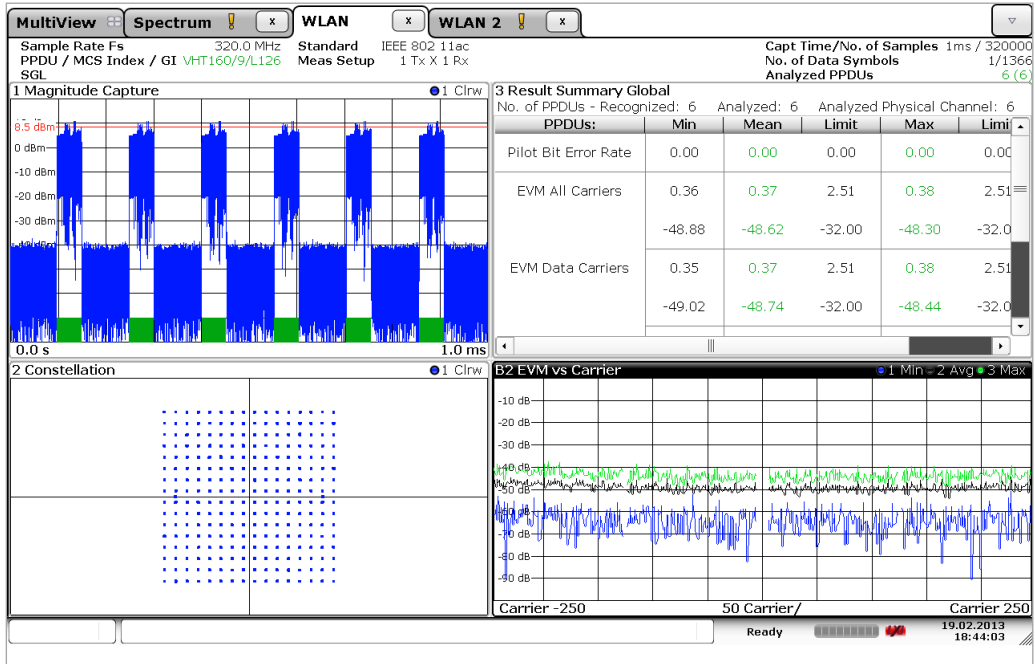 MultiView Spectrum x WLAN x WLAN 2 x
Sample Rate Fs 320.0 MHz Standard IEEE 802 11ac Capt Time/No. of Samples 1ms / 320000
PPDU / MCS Index / GI VHT160/9/L126 Meas Setup 1 Tx X 1 Rx No. of Data Symbols 1/1366
SGL Analyzed PPDUs 6 (6)
1 Magnitude Capture 1 Clrw
8.5 dBm
0 dBm
-10 dBm
-20 dBm
-30 dBm
-40 dBm
0.0 s 1.0 ms
3 Result Summary Global
No. of PPDUs - Recognized: 6 Analyzed: 6 Analyzed Physical Channel: 6
PPDUs: Min Mean Limit Max Limit
Pilot Bit Error Rate 0.00 0.00 0.00 0.00 0.00
EVM All Carriers 0.36 0.37 2.51 0.38 2.51
-48.88 -48.62 -32.00 -48.30 -32.0
EVM Data Carriers 0.35 0.37 2.51 0.38 2.51
-49.02 -48.74 -32.00 -48.44 -32.0
2 Constellation 1 Clrw
B2 EVM vs Carrier 1 Min 2 Avg 3 Max
-10 dB
-20 dB
-30 dB
-40 dB
-50 dB
-60 dB
-70 dB
-80 dB
-90 dB
Carrier -250 50 Carrier/ Carrier 250
Ready 19.02.2013
18:44:03